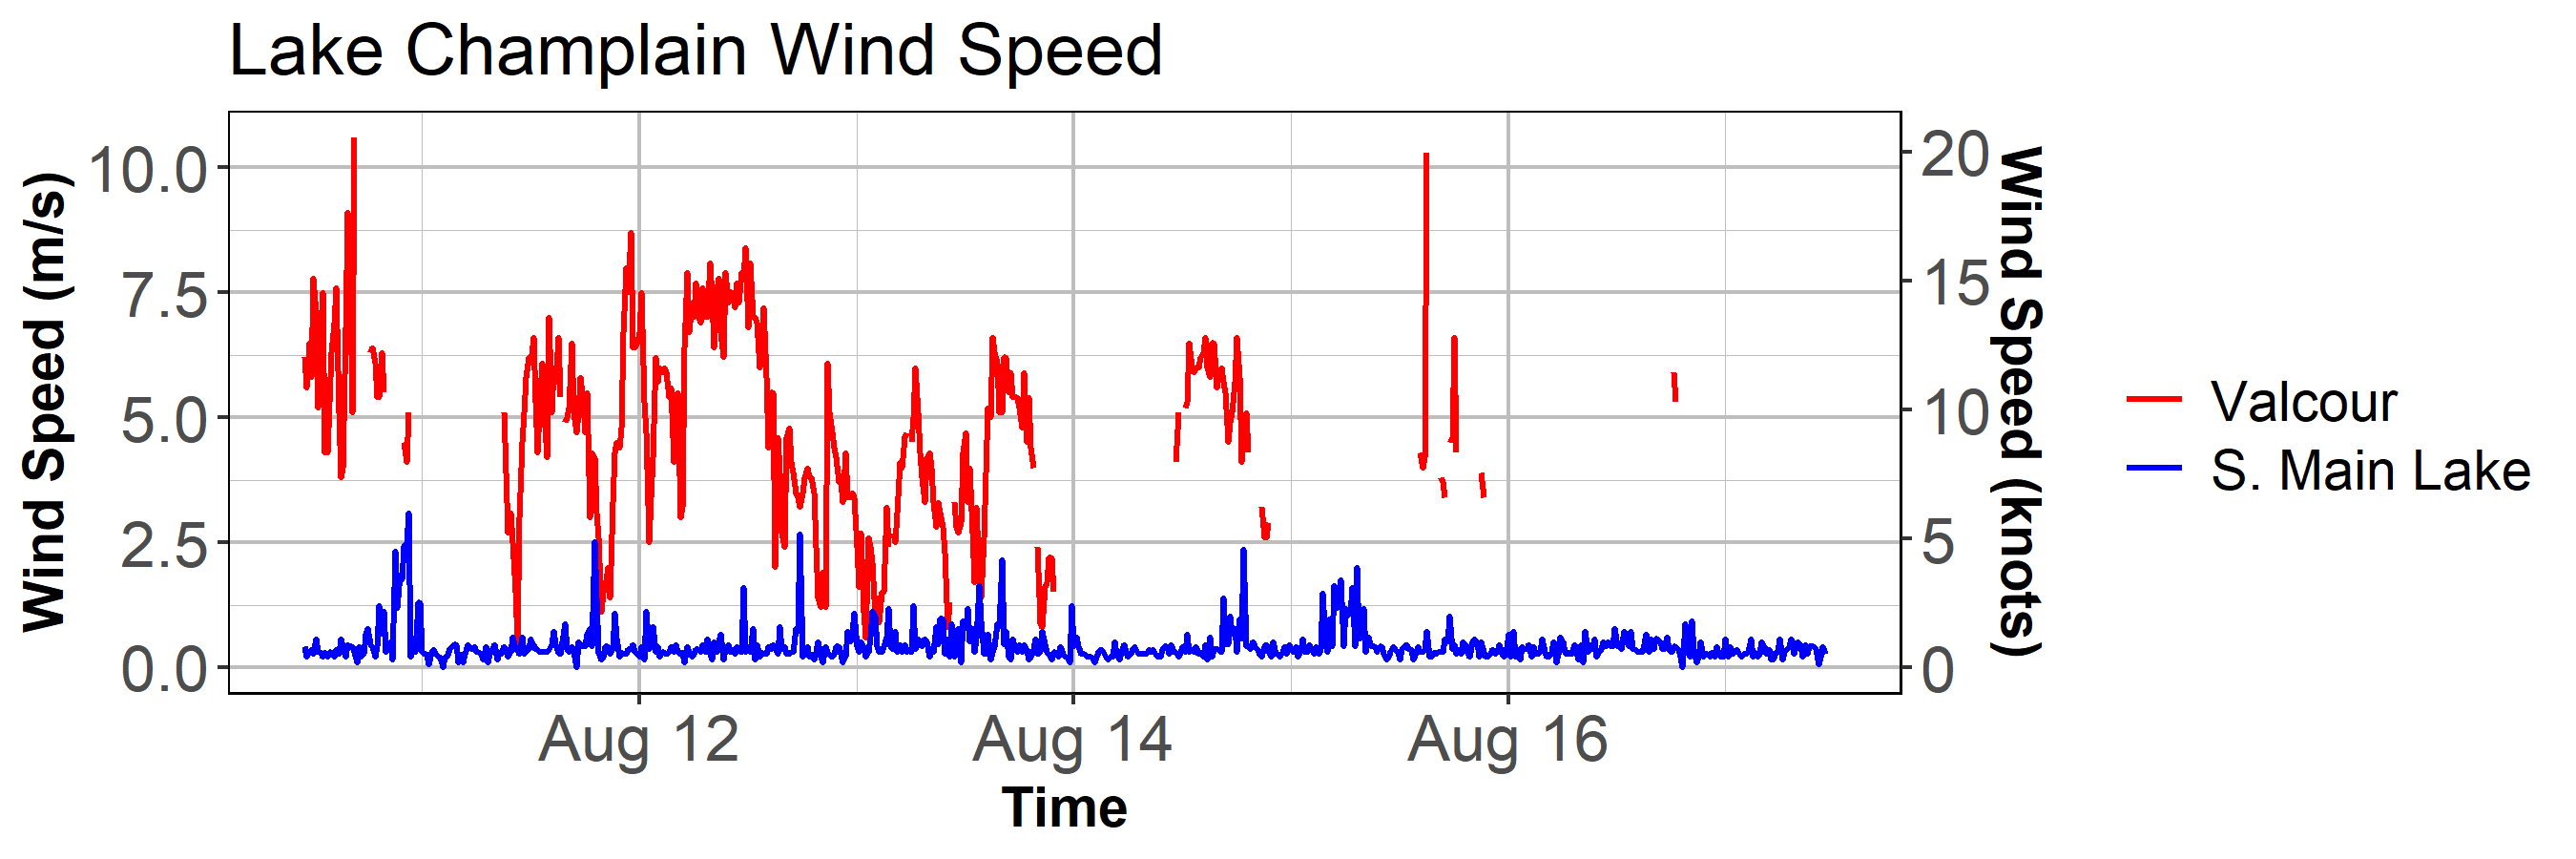 Lake Champlain Wind Speed
Wind Speed (m/s)
10.0
7.5
5.0
2.5
0.0
20
15
10
5
0
Wind Speed (knots)
Aug 12
Aug 14
Aug 16
Time
Valcour
S. Main Lake